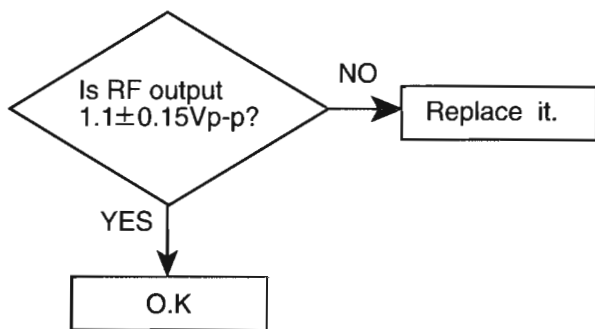 Is RF output
1.1±0.15Vp-p?
NO
Replace it.
YES
O.K